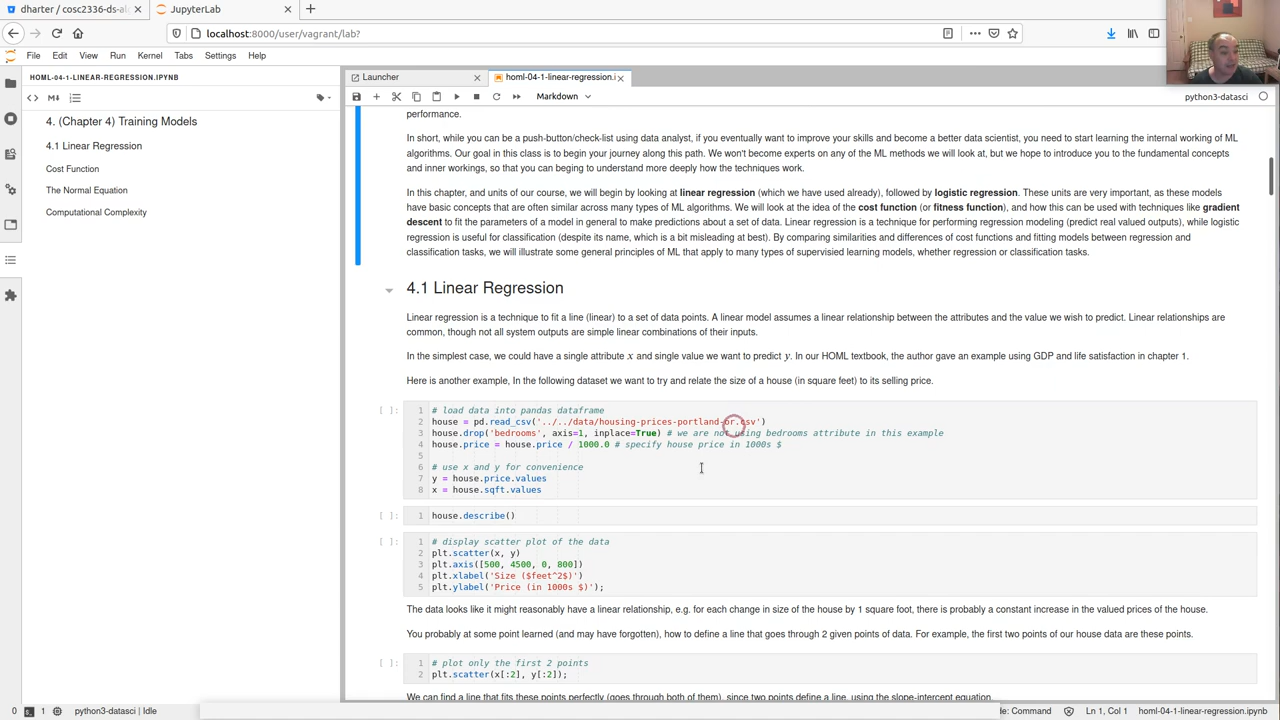 dharter / cosc2336-ds-al
JupyterLab
localhost:8000/user/vagrant/lab?
File Edit View Run Kernel Tabs Settings Help
HOML-04-1-LINEAR-REGRESSION.IPYNB
4. (Chapter 4) Training Models
4.1 Linear Regression
Cost Function
The Normal Equation
Computational Complexity
Launcher
homl-04-1-linear-regression.i
Markdown
python3-datasci
performance.
In short, while you can be a push-button/check-list using data analyst, if you eventually want to improve your skills and become a better data scientist, you need to start learning the internal working of ML
algorithms. Our goal in this class is to begin your journey along this path. We won't become experts on any of the ML methods we will look at, but we hope to introduce you to the fundamental concepts
and inner workings, so that you can beging to understand more deeply how the techniques work.
In this chapter, and units of our course, we will begin by looking at linear regression (which we have used already), followed by logistic regression. These units are very important, as these models
have basic concepts that are often similar across many types of ML algorithms. We will look at the idea of the cost function (or fitness function), and how this can be used with techniques like gradient
descent to fit the parameters of a model in general to make predictions about a set of data. Linear regression is a technique for performing regression modeling (predict real valued outputs), while logistic
regression is useful for classification (despite its name, which is a bit misleading at best). By comparing similarities and differences of cost functions and fitting models between regression and
classification tasks, we will illustrate some general principles of ML that apply to many types of supervisied learning models, whether regression or classification tasks.
4.1 Linear Regression
Linear regression is a technique to fit a line (linear) to a set of data points. A linear model assumes a linear relationship between the attributes and the value we wish to predict. Linear relationships are
common, though not all system outputs are simple linear combinations of their inputs.
In the simplest case, we could have a single attribute x and single value we want to predict y. In our HOML textbook, the author gave an example using GDP and life satisfaction in chapter 1.
Here is another example, In the following dataset we want to try and relate the size of a house (in square feet) to its selling price.
[ ]: 1 # load data into pandas dataframe
2 house = pd.read_csv('../../data/housing-prices-portland-or.csv')
3 house.drop('bedrooms', axis=1, inplace=True) # we are not using bedrooms attribute in this example
4 house.price = house.price / 1000.0 # specify house price in 1000s $
5
6 # use x and y for convenience
7 y = house.price.values
8 x = house.sqft.values
[ ]: 1 house.describe()
[ ]: 1 # display scatter plot of the data
2 plt.scatter(x, y)
3 plt.axis([500, 4500, 0, 800])
4 plt.xlabel('Size ($feet^2$)')
5 plt.ylabel('Price (in 1000s $)');
The data looks like it might reasonably have a linear relationship, e.g. for each change in size of the house by 1 square foot, there is probably a constant increase in the valued prices of the house.
You probably at some point learned (and may have forgotten), how to define a line that goes through 2 given points of data. For example, the first two points of our house data are these points.
[ ]: 1 # plot only the first 2 points
2 plt.scatter(x[:2], y[:2]);
We can find a line that fits these points perfectly (goes through both of them), since two points define a line, using the slope-intercept equation.
0 1 python3-datasci | Idle
de: Command Ln 1, Col 1 homl-04-1-linear-regression.ipynb